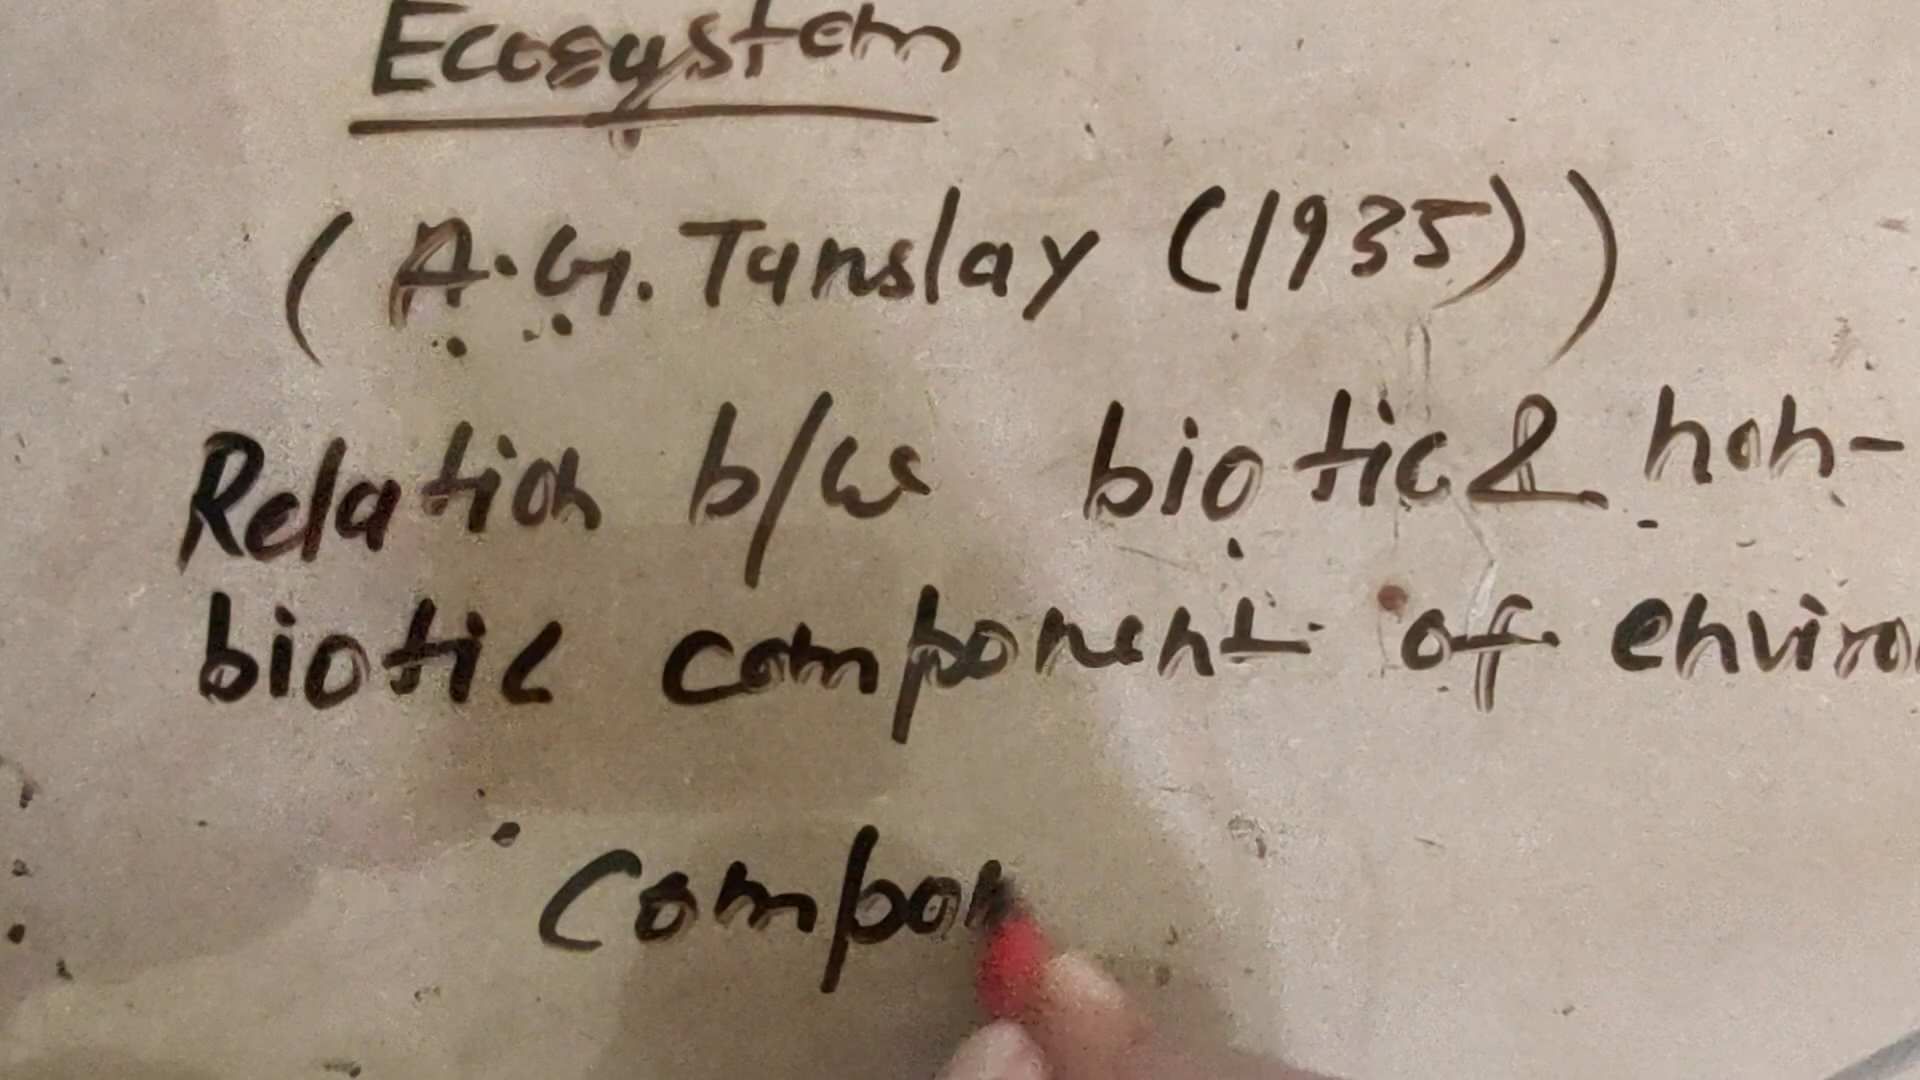 Ecosystem
(A.G. Tanslay (1935))
Relation b/w biotic & non-
biotic component of enviro
Compon